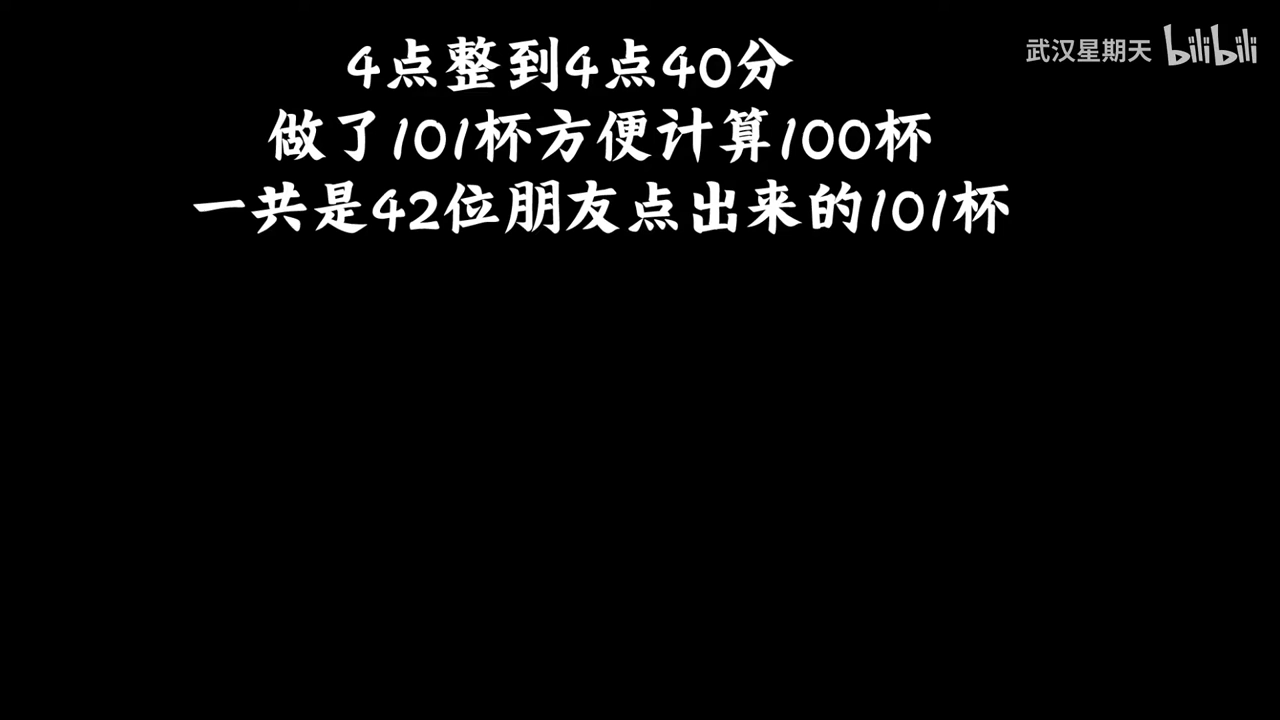 武汉星期天 bilibili
4点整到4点40分
做了101杯方便计算100杯
一共是42位朋友点出来的101杯